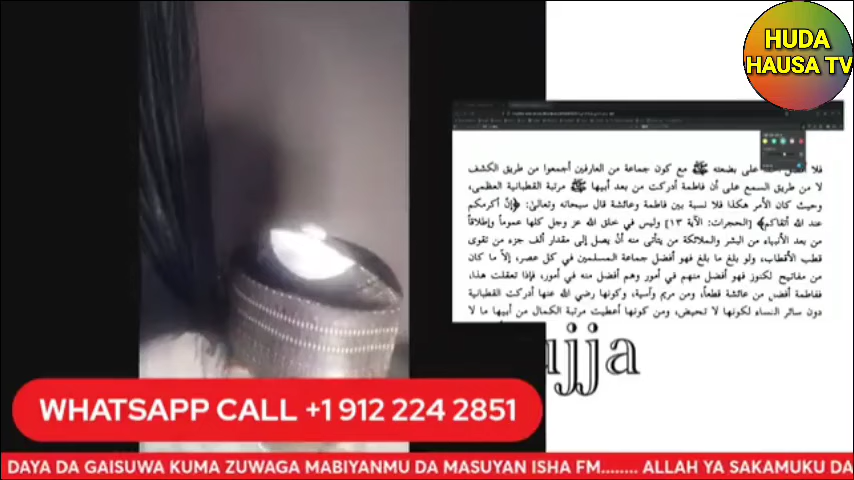 HUDA
HAUSA TV
على بضعته ﷺ مع كون جماعة من العارفين أجمعوا من طريق الكشف
لا من طريق السمع على أن فاطمة أدركت من بعد أبيها ﷺ مرتبة القطبانية العظمى،
وحيث كان الأمر هكذا فلا نسبة بين فاطمة وعائشة قال سبحانه وتعالى: ﴿إن أكرمكم
عند الله أتقاكم﴾ [الحجرات: الآية ١٣] وليس في خلق الله عز وجل كلها عموماً وإطلاقاً
من بعد الأنبياء من البشر والملائكة من يتأتى منه أن يصل إلى مقدار ألف جزء من تقوى
قطب الأقطاب، ولو بلغ ما بلغ فهو أفضل جماعة المسلمين في كل عصر، إلاّ ما كان
من مفاتيح الكنوز فهو أفضل منهم في أمور وهم أفضل منه في أمور، فإذا تعقلت هذا،
ففاطمة أفضل من عائشة قطعاً، ومن مريم وآسية، وكونها رضي الله عنها أدركت القطبانية
دون سائر النساء لكونها لا تحيض، ومن كونها أعطيت مرتبة الكمال من أبيها ما لا
ujja
WHATSAPP CALL +1 912 224 2851
DAYA DA GAISUWA KUMA ZUWAGA MABIYANMU DA MASUYAN ISHA FM........ ALLAH YA SAKAMUKU DA